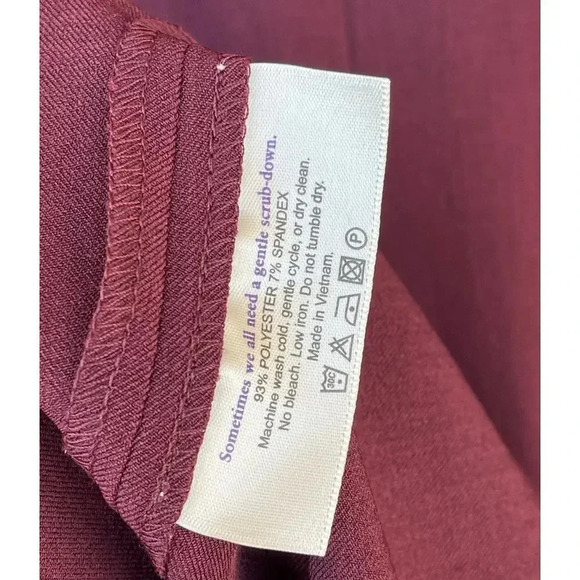 Sometimes we all need a gentle scrub-down.
93% POLYESTER 7% SPANDEX
Machine wash cold, gentle cycle, or dry clean.
No bleach. Low iron. Do not tumble dry.
Made in Vietnam.
30C P